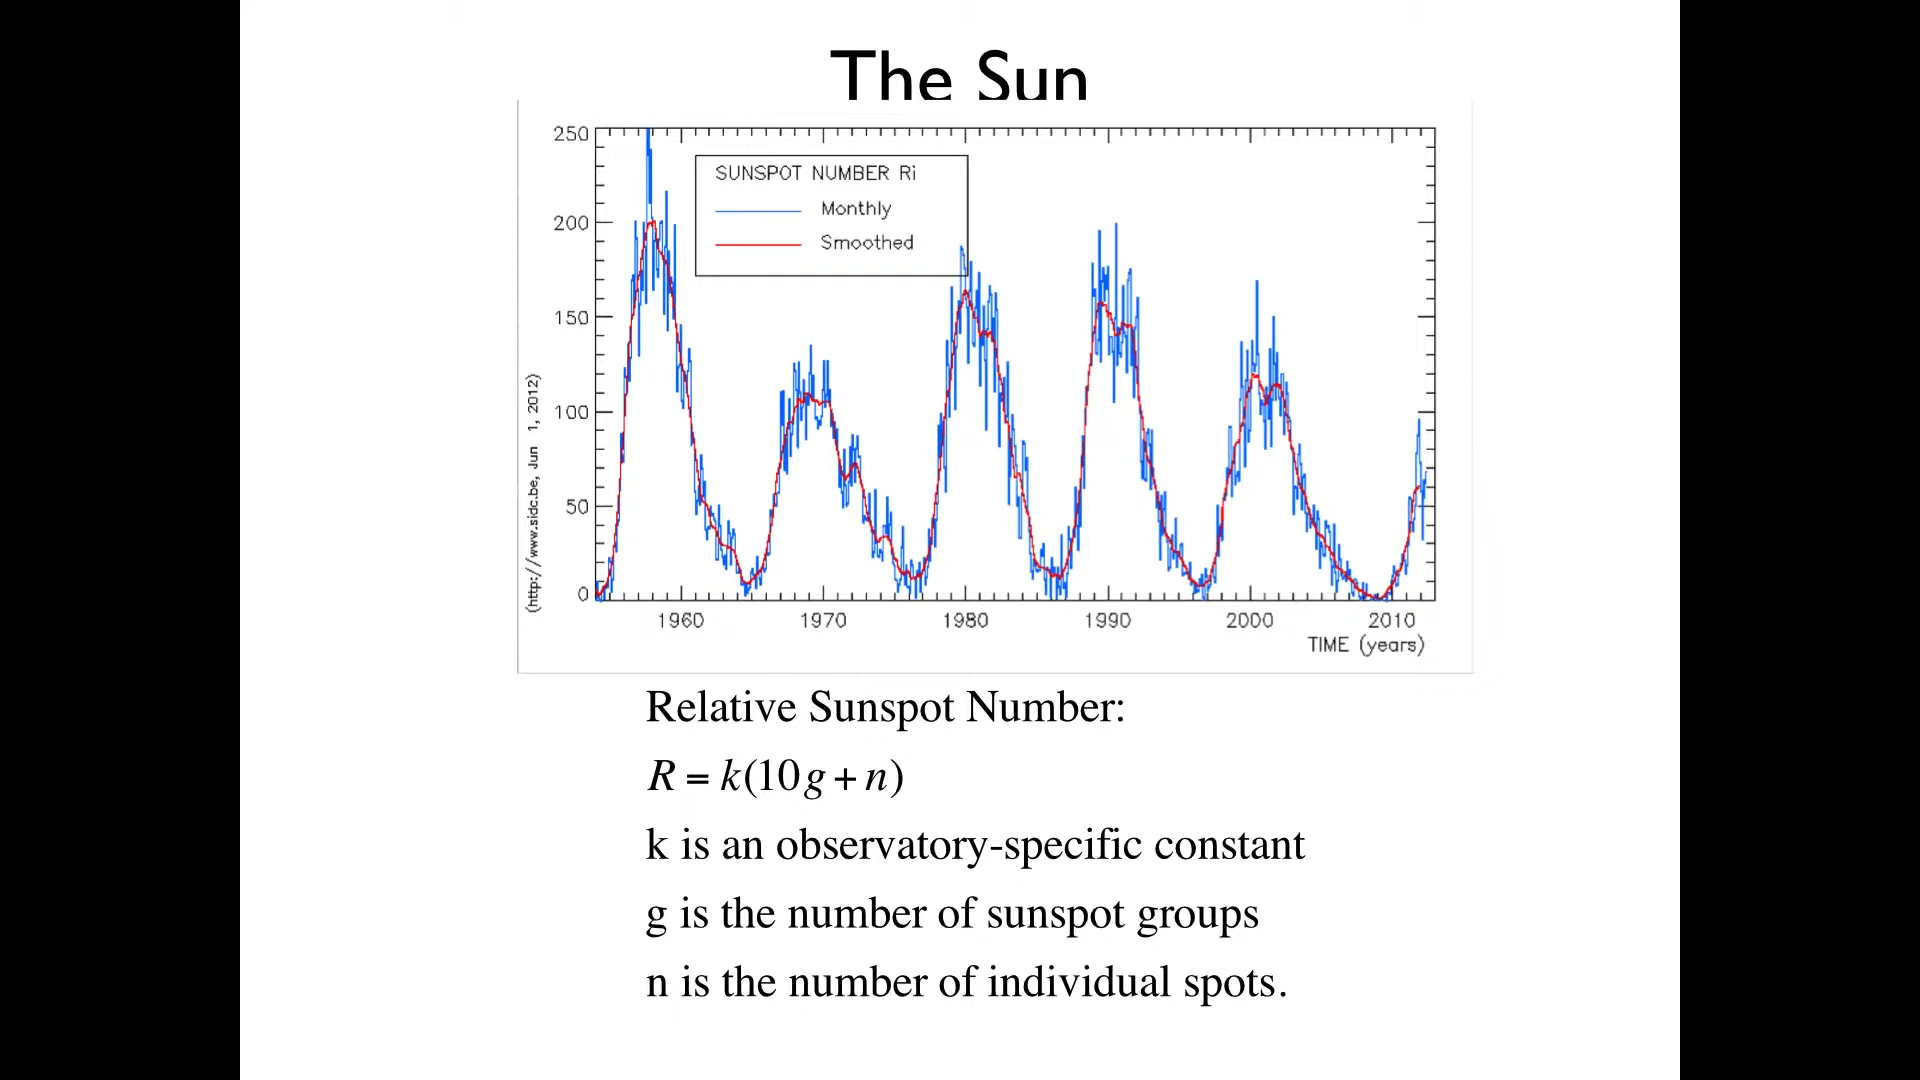 The Sun
250
200
150
100
50
0
SUNSPOT NUMBER Ri
Monthly
Smoothed
(http://www.sidc.be, Jun 1, 2012)
1960 1970 1980 1990 2000 2010
TIME (years)
Relative Sunspot Number:
R = k(10g + n)
k is an observatory-specific constant
g is the number of sunspot groups
n is the number of individual spots.